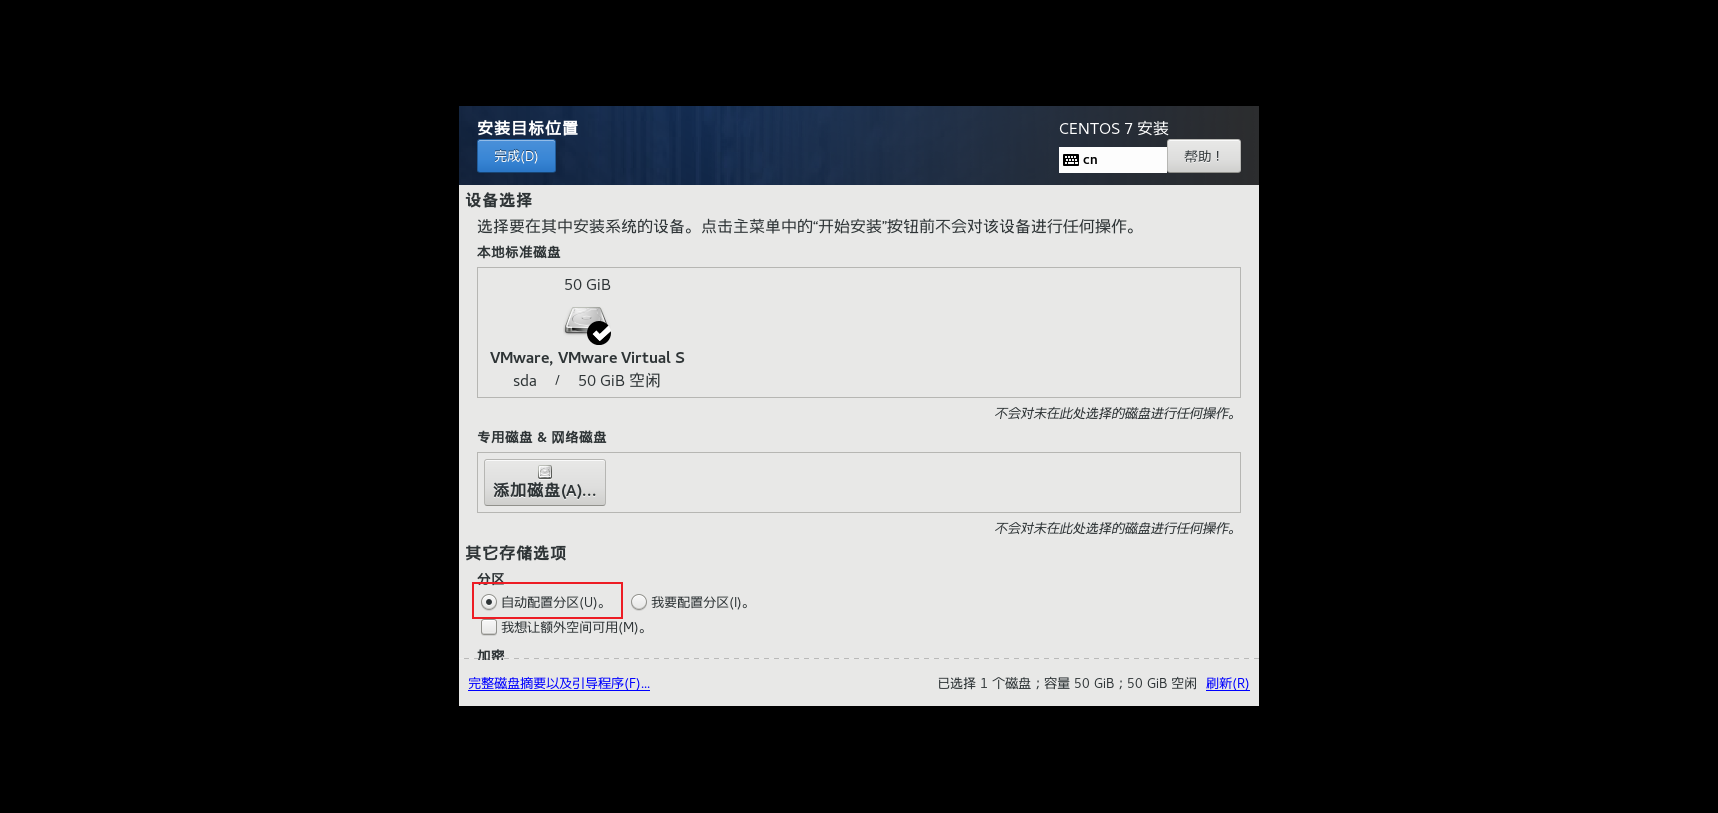 安装目标位置
CENTOS 7 安装
完成(D)
cn
帮助！
设备选择
选择要在其中安装系统的设备。点击主菜单中的“开始安装”按钮前不会对该设备进行任何操作。
本地标准磁盘
50 GiB
VMware, VMware Virtual S
sda / 50 GiB 空闲
不会对未在此处选择的磁盘进行任何操作。
专用磁盘 & 网络磁盘
添加磁盘(A)...
不会对未在此处选择的磁盘进行任何操作。
其它存储选项
分区
自动配置分区(U)。 我要配置分区(I)。
我想让额外空间可用(M)。
加密
完整磁盘摘要以及引导程序(F)... 已选择 1 个磁盘；容量 50 GiB；50 GiB 空闲 刷新(R)